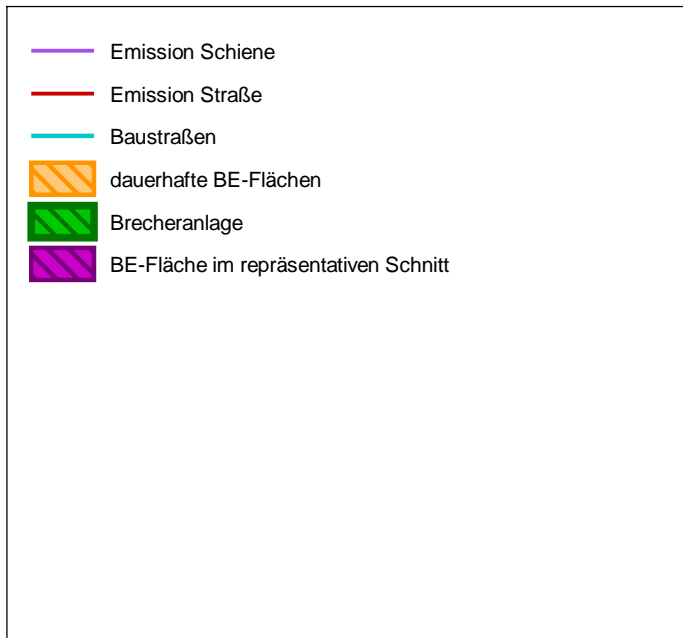 Emission Schiene
Emission Straße
Baustraßen
dauerhafte BE-Flächen
Brecheranlage
BE-Fläche im repräsentativen Schnitt